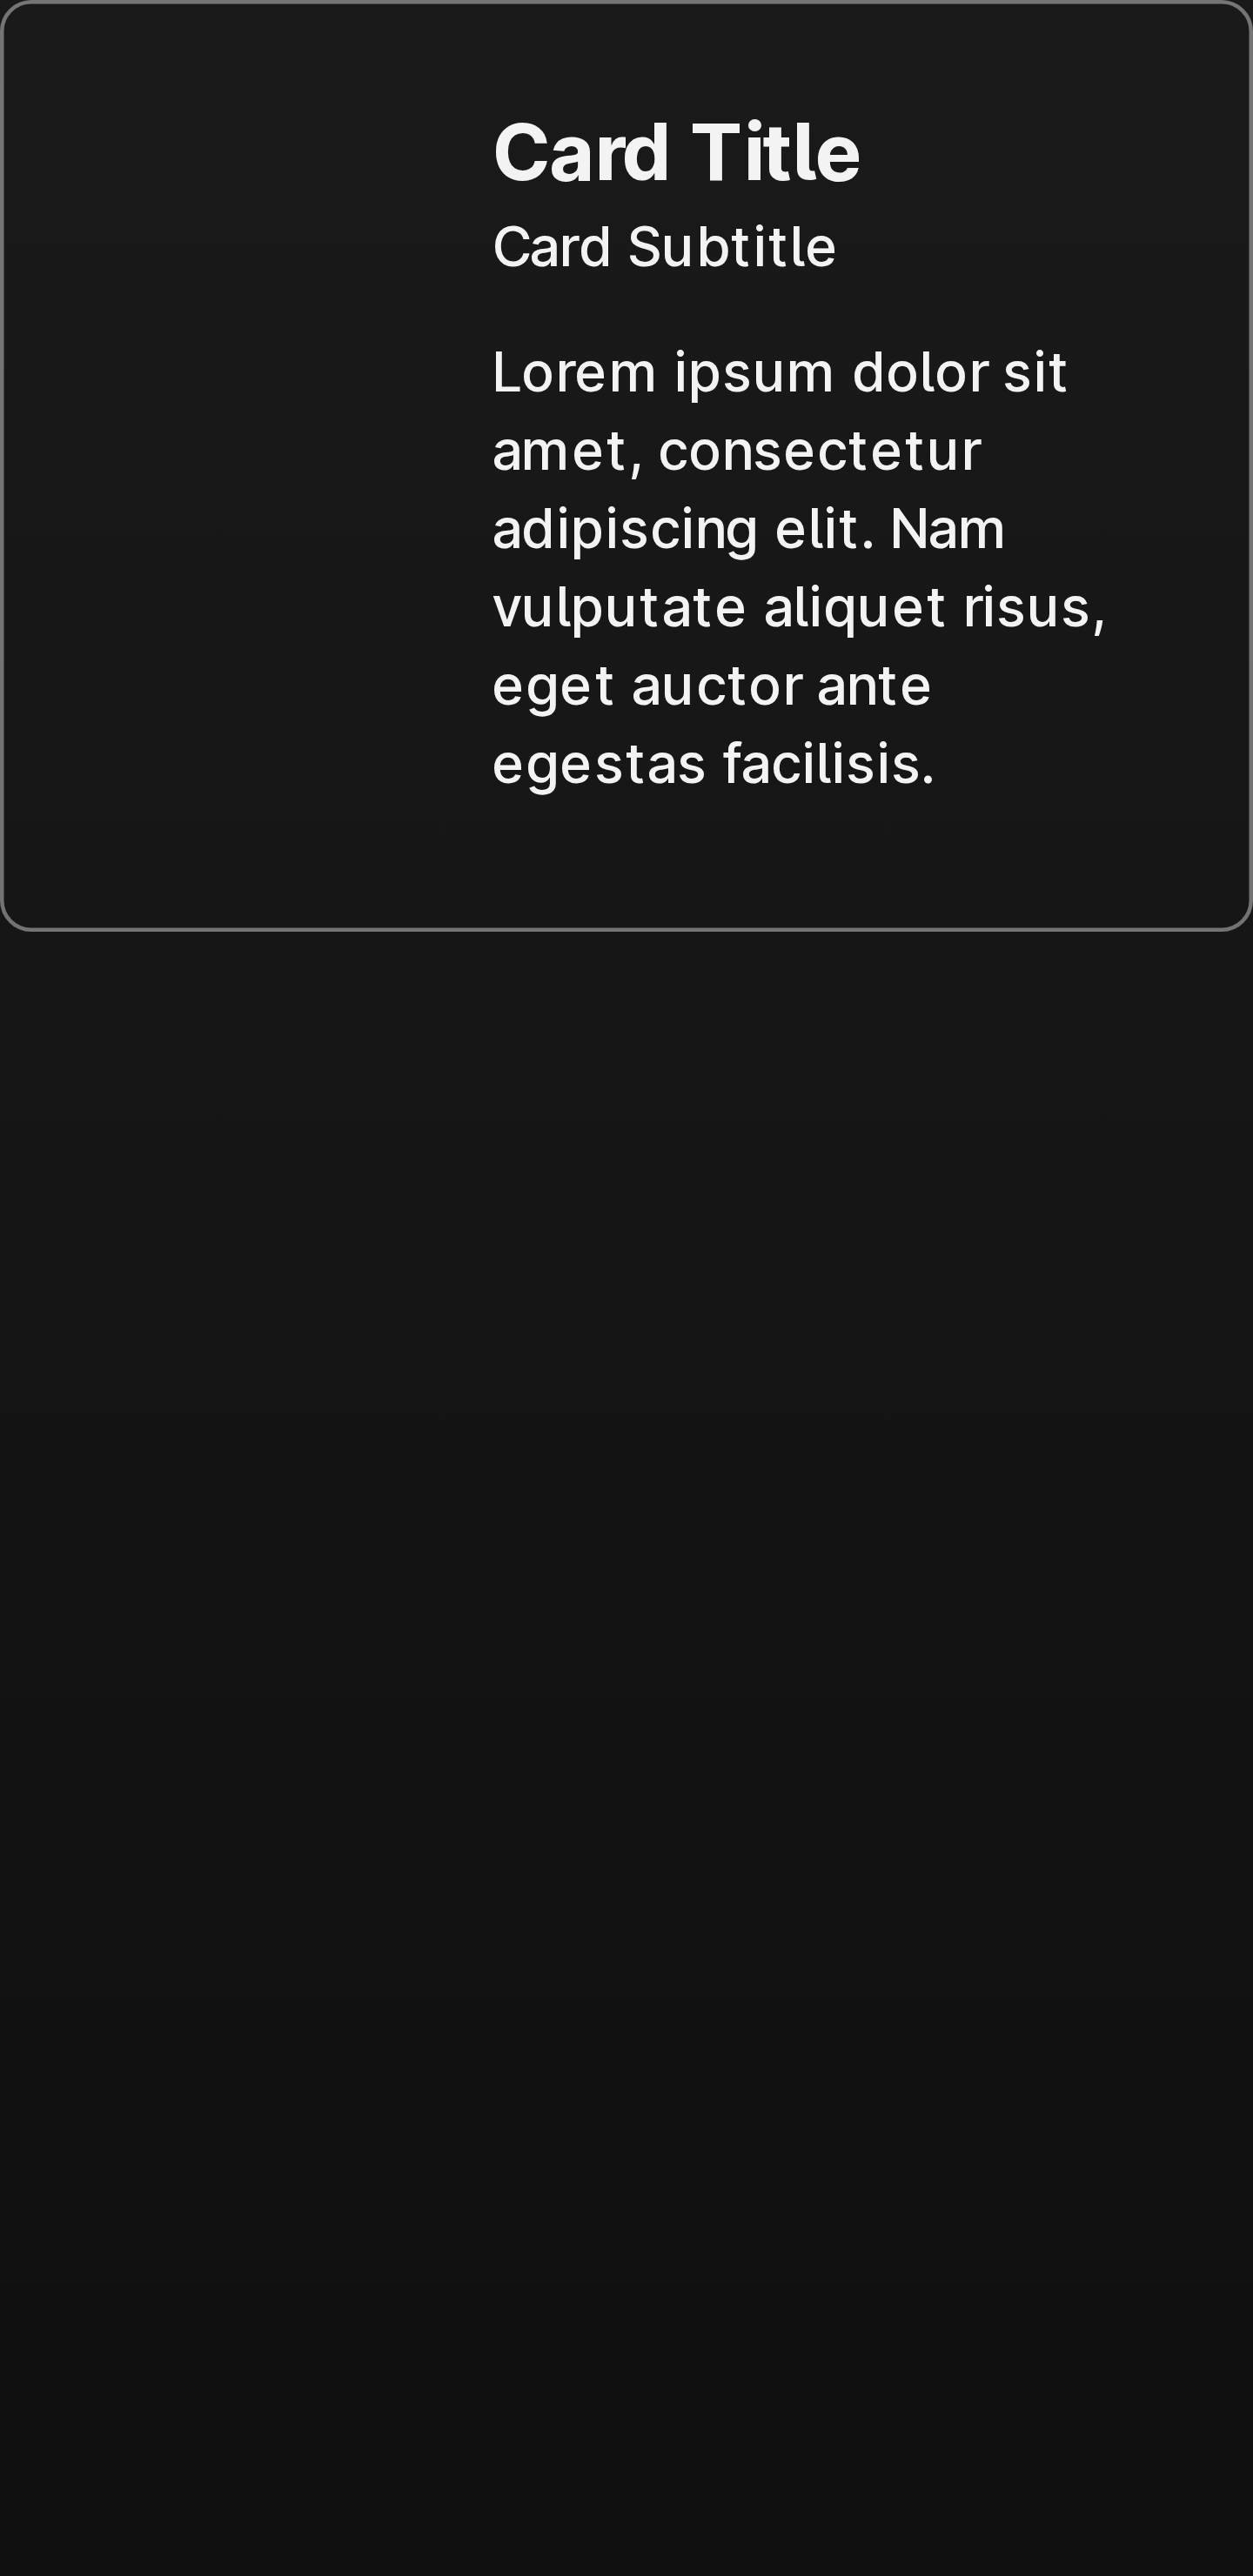 Card Title
Card Subtitle
Lorem ipsum dolor sit
amet, consectetur
adipiscing elit. Nam
vulputate aliquet risus,
eget auctor ante
egestas facilisis.